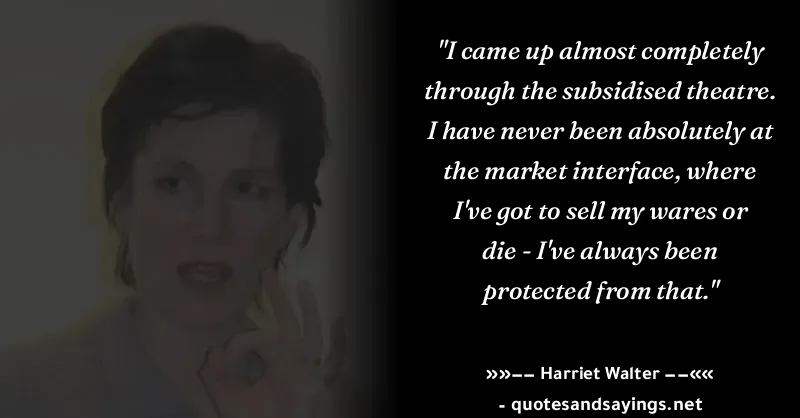 "I came up almost completely
through the subsidised theatre.
I have never been absolutely at
the market interface, where
I've got to sell my wares or
die - I've always been
protected from that."
»»–– Harriet Walter ––««
- quotesandsayings.net